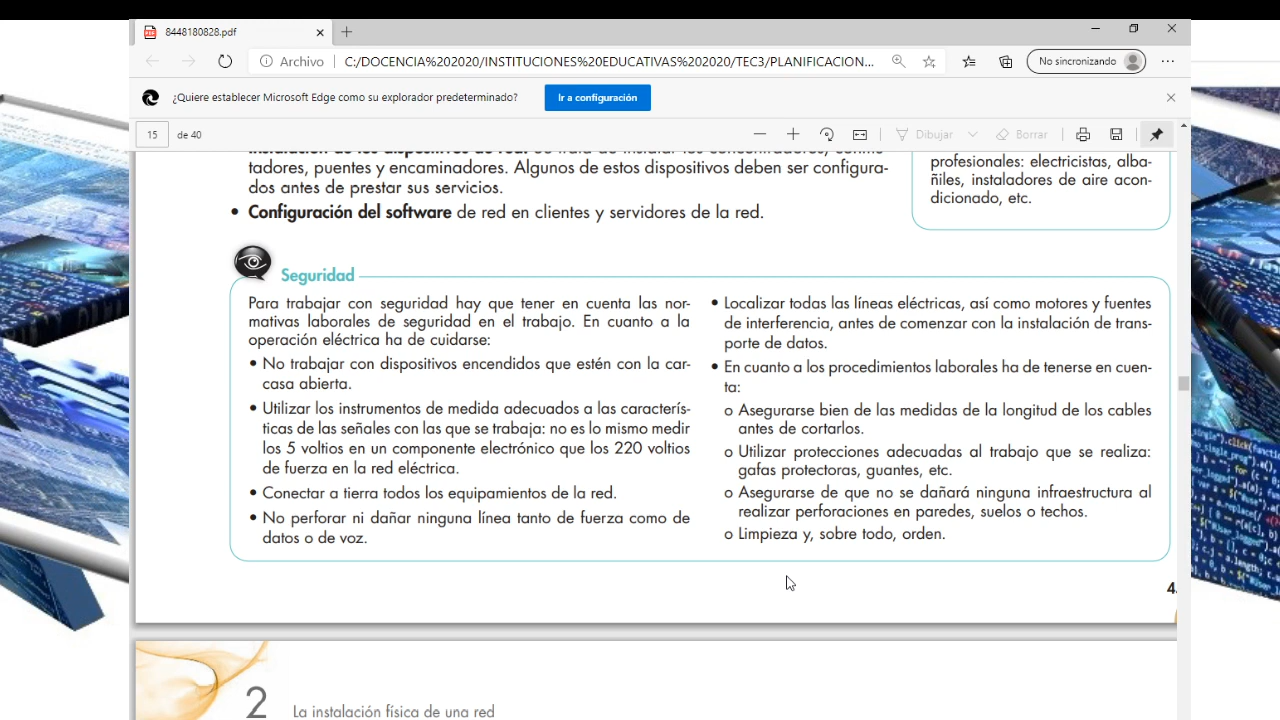 8448180828.pdf
Archivo
C:/DOCENCIA%202020/INSTITUCIONES%20EDUCATIVAS%202020/TEC3/PLANIFICACION...
No sincronizando
¿Quiere establecer Microsoft Edge como su explorador predeterminado?
Ir a configuración
15 de 40
Dibujar
Borrar
tadores, puentes y encaminadores. Algunos de estos dispositivos deben ser configura-
dos antes de prestar sus servicios.
• Configuración del software de red en clientes y servidores de la red.
profesionales: electricistas, alba-
ñiles, instaladores de aire acon-
dicionado, etc.
Seguridad
Para trabajar con seguridad hay que tener en cuenta las nor-
mativas laborales de seguridad en el trabajo. En cuanto a la
operación eléctrica ha de cuidarse:
• No trabajar con dispositivos encendidos que estén con la car-
casa abierta.
• Utilizar los instrumentos de medida adecuados a las caracterís-
ticas de las señales con las que se trabaja: no es lo mismo medir
los 5 voltios en un componente electrónico que los 220 voltios
de fuerza en la red eléctrica.
• Conectar a tierra todos los equipamientos de la red.
• No perforar ni dañar ninguna línea tanto de fuerza como de
datos o de voz.
• Localizar todas las líneas eléctricas, así como motores y fuentes
de interferencia, antes de comenzar con la instalación de trans-
porte de datos.
• En cuanto a los procedimientos laborales ha de tenerse en cuen-
ta:
o Asegurarse bien de las medidas de la longitud de los cables
antes de cortarlos.
o Utilizar protecciones adecuadas al trabajo que se realiza:
gafas protectoras, guantes, etc.
o Asegurarse de que no se dañará ninguna infraestructura al
realizar perforaciones en paredes, suelos o techos.
o Limpieza y, sobre todo, orden.
2
La instalación física de una red